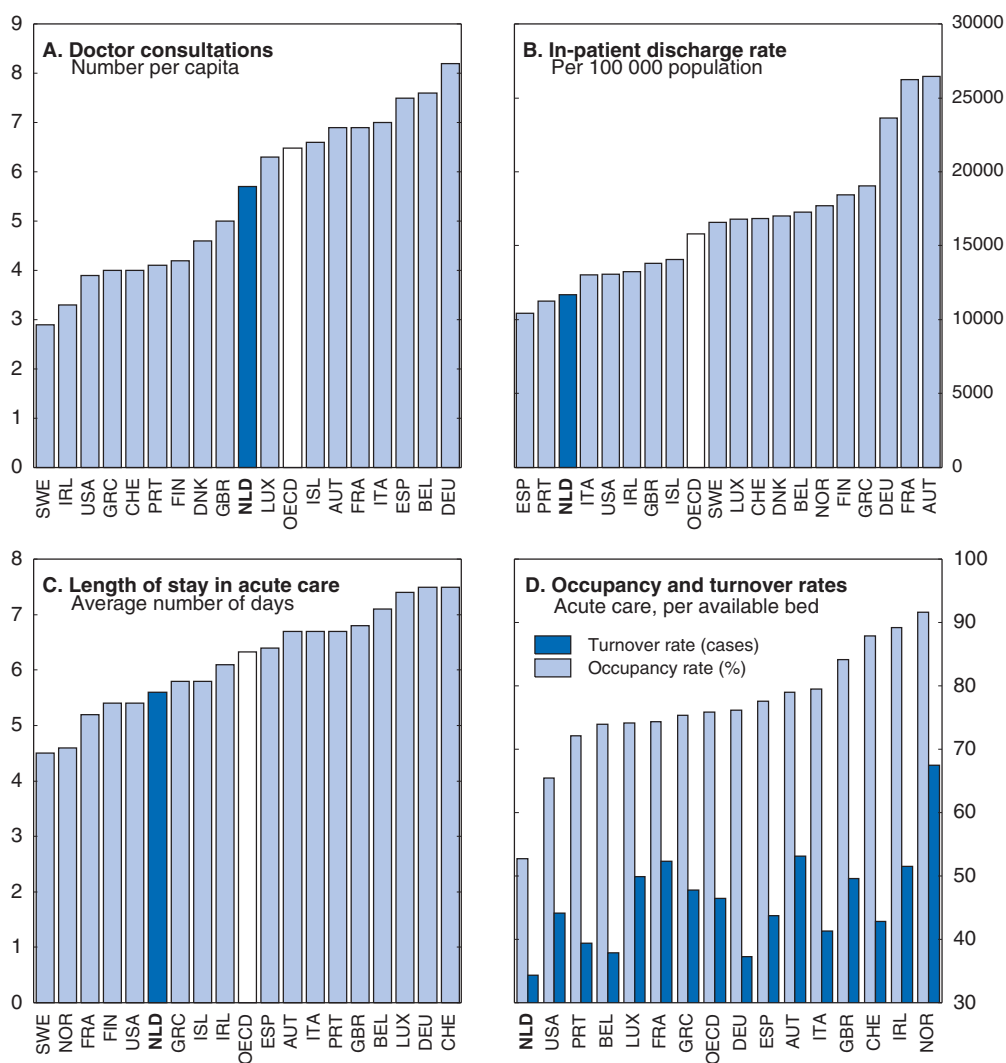 A. Doctor consultations
Number per capita
9
8
7
6
5
4
3
2
1
0
SWE IRL USA GRC CHE PRT FIN DNK GBR NLD LUX OECD ISL AUT FRA ITA ESP BEL DEU
B. In-patient discharge rate
Per 100 000 population
30000
25000
20000
15000
10000
5000
0
ESP PRT NLD ITA USA IRL GBR ISL OECD SWE LUX CHE DNK BEL NOR FIN GRC DEU FRA AUT
C. Length of stay in acute care
Average number of days
8
7
6
5
4
3
2
1
0
SWE NOR FRA FIN USA NLD GRC ISL IRL OECD ESP AUT ITA PRT GBR BEL LUX DEU CHE
D. Occupancy and turnover rates
Acute care, per available bed
Turnover rate (cases)
Occupancy rate (%)
100
90
80
70
60
50
40
30
NLD USA PRT BEL LUX FRA GRC OECD DEU ESP AUT ITA GBR CHE IRL NOR